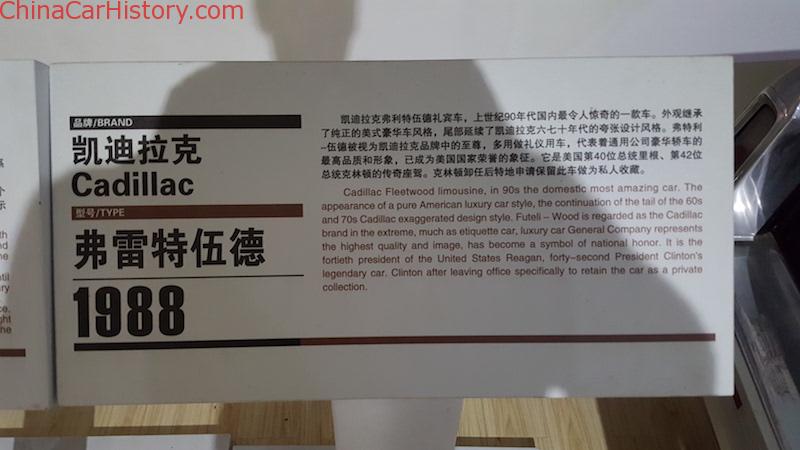 ChinaCarHistory.com
品牌/BRAND
凯迪拉克
Cadillac
型号/TYPE
弗雷特伍德
1988
凯迪拉克弗利特伍德礼宾车，上世纪90年代国内最令人惊奇的一款车。外观继承
了纯正的美式豪华车风格，尾部延续了凯迪拉克六七十年代的夸张设计风格。弗特利
–伍德被视为凯迪拉克品牌中的至尊，多用做礼仪用车，代表着通用公司豪华轿车的
最高品质和形象，已成为美国国家荣誉的象征。它是美国第40位总统里根、第42位
总统克林顿的传奇座驾。克林顿卸任后特地申请保留此车做为私人收藏。
Cadillac Fleetwood limousine, in 90s the domestic most amazing car. The
appearance of a pure American luxury car style, the continuation of the tail of the 60s
and 70s Cadillac exaggerated design style. Futeli – Wood is regarded as the Cadillac
brand in the extreme, much as etiquette car, luxury car General Company represents
the highest quality and image, has become a symbol of national honor. It is the
fortieth president of the United States Reagan, forty-second President Clinton's
legendary car. Clinton after leaving office specifically to retain the car as a private
collection.